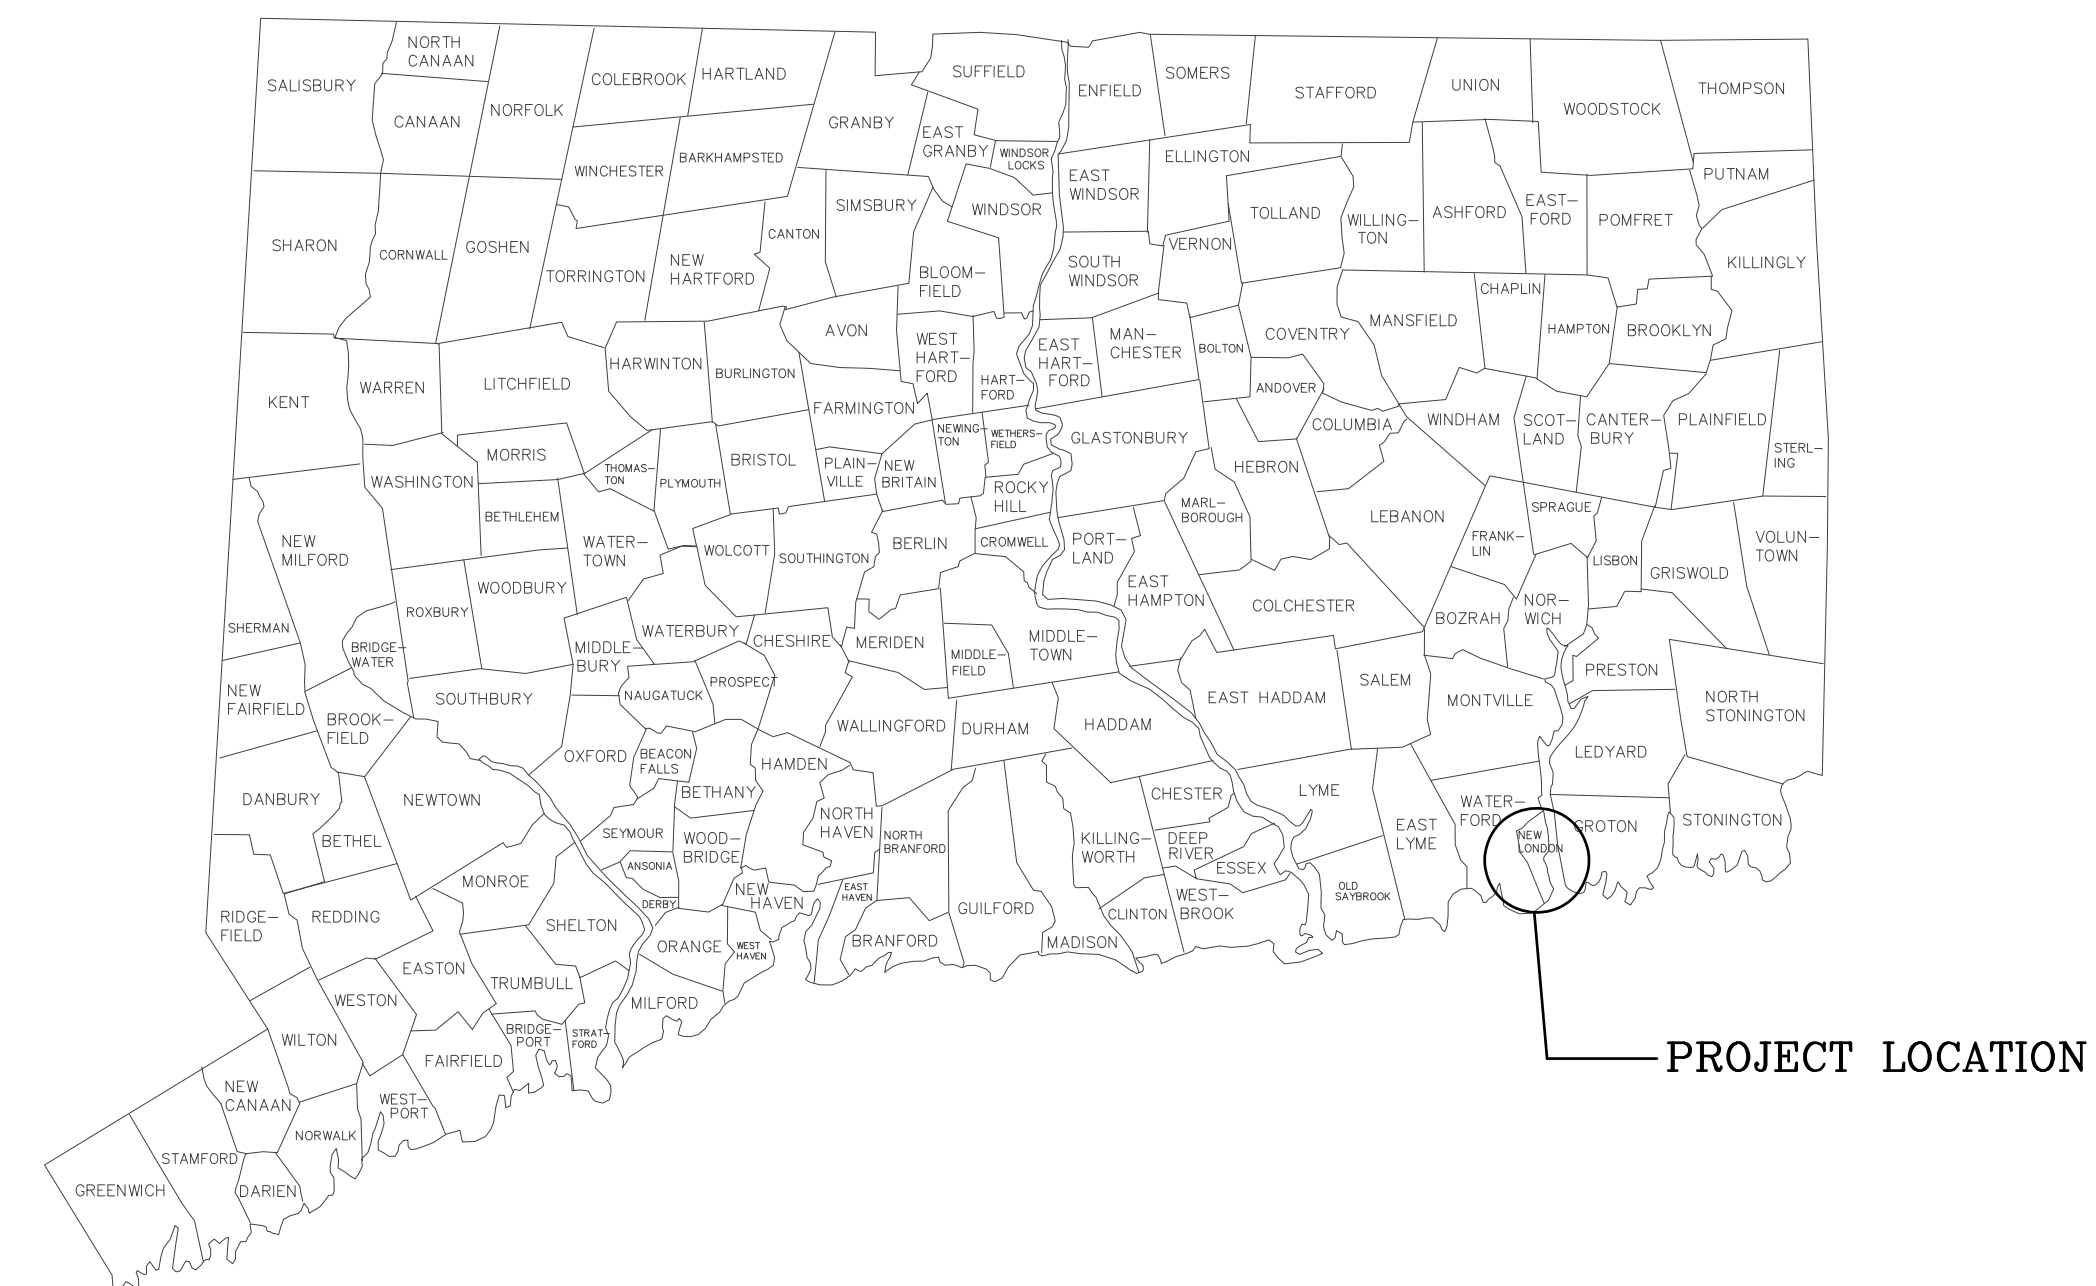 NORTH
CANAAN
SALISBURY
CANAAN
NORFOLK
COLEBROOK
HARTLAND
SUFFIELD
ENFIELD
SOMERS
STAFFORD
UNION
WOODSTOCK
THOMPSON
GRANBY
EAST
GRANBY
WINDSOR
LOCKS
WINCHESTER
BARKHAMSTED
EAST
WINDSOR
ELLINGTON
PUTNAM
SHARON
CORNWALL
GOSHEN
TORRINGTON
NEW
HARTFORD
CANTON
SIMSBURY
WINDSOR
BLOOM-
FIELD
SOUTH
WINDSOR
VERNON
TOLLAND
WILLING-
TON
ASHFORD
EAST-
FORD
POMFRET
KILLINGLY
KENT
WARREN
LITCHFIELD
HARWINTON
BURLINGTON
AVON
WEST
HART-
FORD
HART-
FORD
EAST
HART-
FORD
MAN-
CHESTER
BOLTON
COVENTRY
MANSFIELD
CHAPLIN
HAMPTON
BROOKLYN
ANDOVER
FARMINGTON
MORRIS
THOMAS-
TON
PLYMOUTH
BRISTOL
PLAIN-
VILLE
NEW
BRITAIN
NEWING-
TON
WETHERS-
FIELD
GLASTONBURY
HEBRON
COLUMBIA
WINDHAM
SCOT-
LAND
CANTER-
BURY
PLAINFIELD
STERL-
ING
WASHINGTON
BETHLEHEM
ROCKY
HILL
MARL-
BOROUGH
LEBANON
FRANK-
LIN
SPRAGUE
LISBON
GRISWOLD
VOLUN-
TOWN
NEW
MILFORD
WATER-
TOWN
WOLCOTT
SOUTHINGTON
BERLIN
CROMWELL
PORT-
LAND
EAST
HAMPTON
COLCHESTER
BOZRAH
NOR-
WICH
SHERMAN
ROXBURY
WOODBURY
BRIDGE-
WATER
MIDDLE-
BURY
WATERBURY
CHESHIRE
MERIDEN
MIDDLE-
FIELD
MIDDLE-
TOWN
PRESTON
NEW
FAIRFIELD
BROOK-
FIELD
SOUTHBURY
NAUGATUCK
PROSPECT
WALLINGFORD
DURHAM
HADDAM
EAST HADDAM
SALEM
MONTVILLE
NORTH
STONINGTON
LEDYARD
DANBURY
BETHEL
NEWTOWN
OXFORD
BEACON
FALLS
BETHANY
HAMDEN
NORTH
HAVEN
NORTH
BRANFORD
CHESTER
LYME
EAST
LYME
WATER-
FORD
NEW
LONDON
GROTON
STONINGTON
SEYMOUR
ANSONIA
WOOD-
BRIDGE
KILLING-
WORTH
DEEP
RIVER
ESSEX
OLD
SAYBROOK
RIDGE-
FIELD
REDDING
MONROE
SHELTON
DERBY
NEW
HAVEN
EAST
HAVEN
GUILFORD
CLINTON
WEST-
BROOK
ORANGE
WEST
HAVEN
BRANFORD
MADISON
EASTON
TRUMBULL
MILFORD
WESTON
WILTON
BRIDGE-
PORT
STRAT-
FORD
FAIRFIELD
PROJECT LOCATION
NEW
CANAAN
WEST-
PORT
NORWALK
STAMFORD
GREENWICH
DARIEN